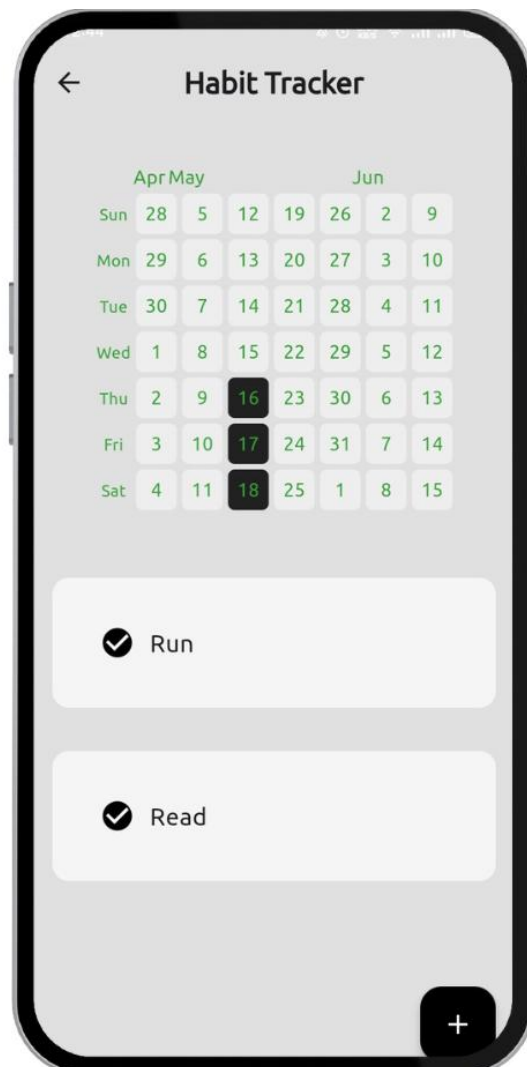 Habit Tracker
Apr May Jun
Sun 28 5 12 19 26 2 9
Mon 29 6 13 20 27 3 10
Tue 30 7 14 21 28 4 11
Wed 1 8 15 22 29 5 12
Thu 2 9 16 23 30 6 13
Fri 3 10 17 24 31 7 14
Sat 4 11 18 25 1 8 15
Run
Read
+